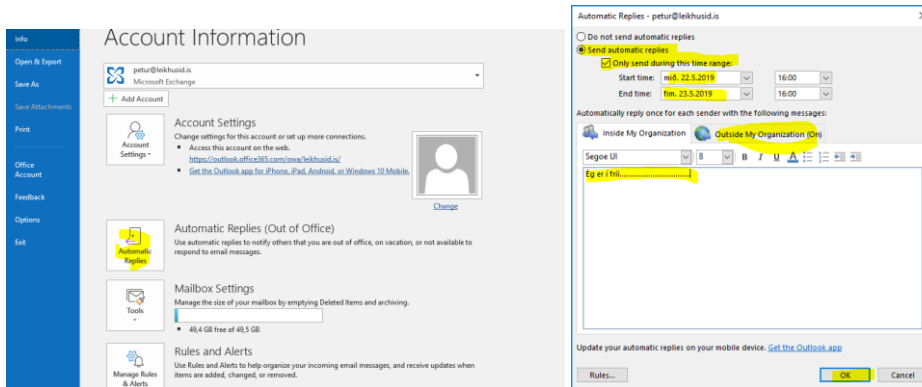 Info
Open & Export
Save As
Save Attachments
Print
Office
Account
Feedback
Options
Exit
Account Information
petur@leikhusid.is
Microsoft Exchange
Add Account
Account
Settings
Account Settings
Change settings for this account or set up more connections.
Access this account on the web.
https://outlook.office365.com/owa/leikhusid.is/
Get the Outlook app for iPhone, iPad, Android, or Windows 10 Mobile.
Change
Automatic
Replies
Automatic Replies (Out of Office)
Use automatic replies to notify others that you are out of office, on vacation, or not available to
respond to email messages.
Tools
Mailbox Settings
Manage the size of your mailbox by emptying Deleted Items and archiving.
49,4 GB free of 49,5 GB
Manage Rules
& Alerts
Rules and Alerts
Use Rules and Alerts to help organize your incoming email messages, and receive updates when
items are added, changed, or removed.
Automatic Replies - petur@leikhusid.is
Do not send automatic replies
Send automatic replies
Only send during this time range:
Start time: mið. 22.5.2019 16:00
End time: fim. 23.5.2019 16:00
Automatically reply once for each sender with the following messages:
Inside My Organization Outside My Organization (On)
Segoe UI 8 B I U A
Ég er í fríi................................
Update your automatic replies on your mobile device. Get the Outlook app
Rules... OK Cancel